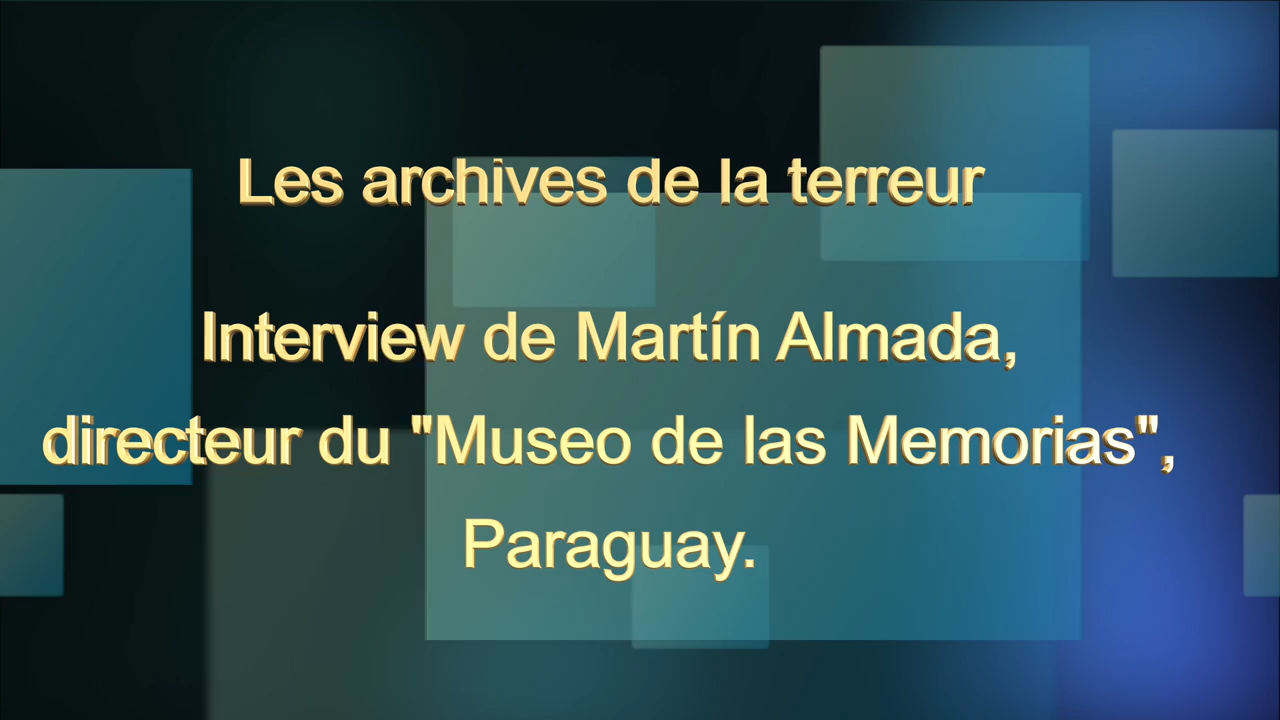 Les archives de la terreur
Interview de Martín Almada,
directeur du "Museo de las Memorias",
Paraguay.